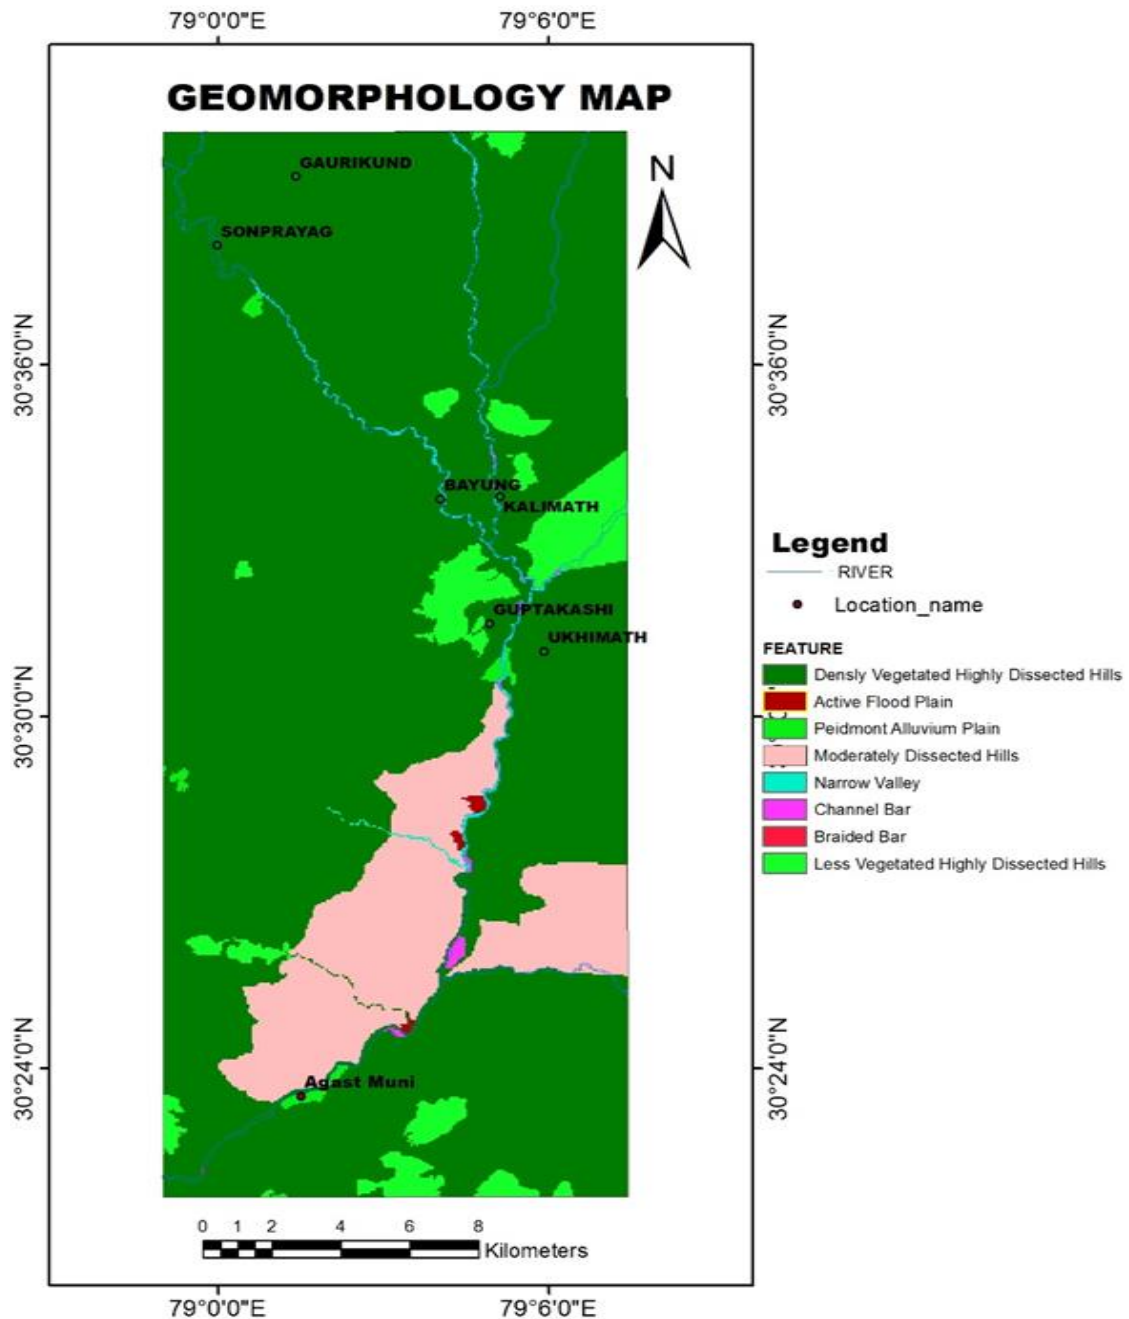 79°0'0"E 79°6'0"E
GEOMORPHOLOGY MAP
N
GAURIKUND
SONPRAYAG
30°36'0"N 30°36'0"N
BAYUNG
KALIMATH
GUPTAKASHI
UKHIMATH
30°30'0"N
Legend
RIVER
Location_name
FEATURE
Densly Vegetated Highly Dissected Hills
Active Flood Plain
Peidmont Alluvium Plain
Moderately Dissected Hills
Narrow Valley
Channel Bar
Braided Bar
Less Vegetated Highly Dissected Hills
30°24'0"N 30°24'0"N
Agast Muni
0 1 2 4 6 8
Kilometers
79°0'0"E 79°6'0"E